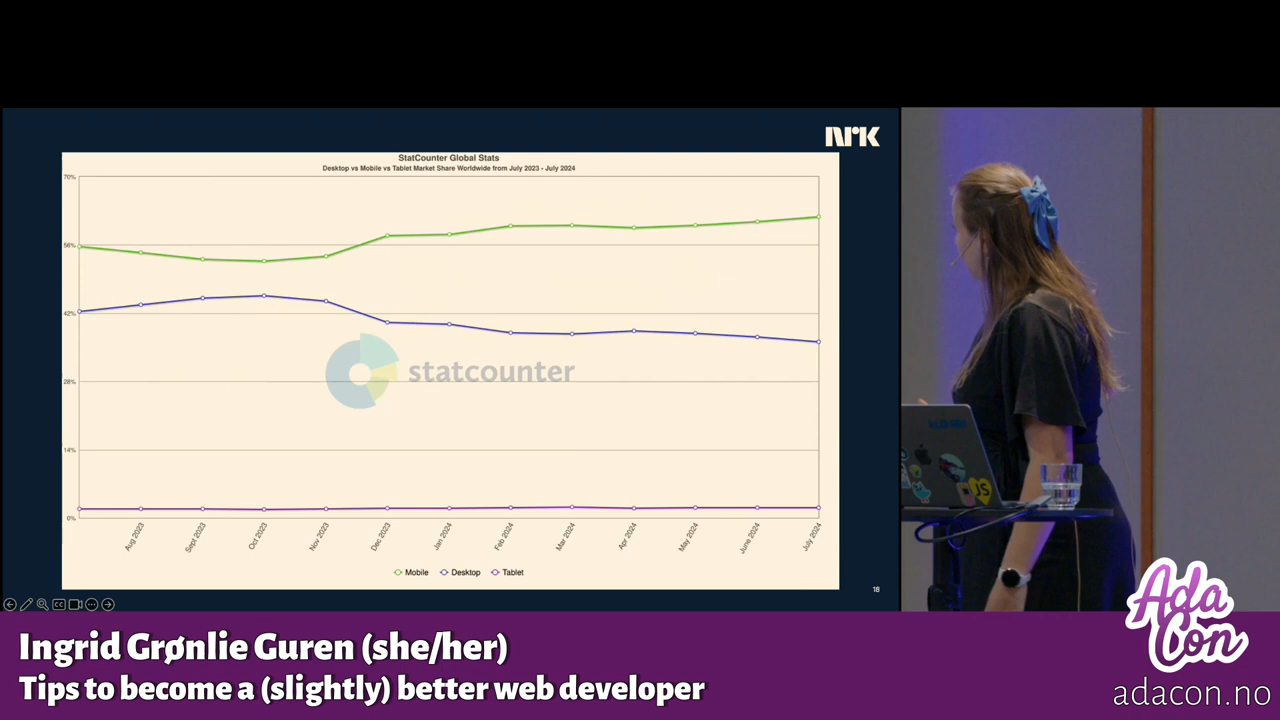 NRK
StatCounter Global Stats
Desktop vs Mobile vs Tablet Market Share Worldwide from July 2023 - July 2024
70%
56%
42%
28%
14%
0%
statcounter
Aug 2023
Sept 2023
Oct 2023
Nov 2023
Dec 2023
Jan 2024
Feb 2024
Mar 2024
Apr 2024
May 2024
June 2024
July 2024
Mobile Desktop Tablet
18
CC
JS
Ada
Con
adacon.no
Ingrid Grønlie Guren (she/her)
Tips to become a (slightly) better web developer